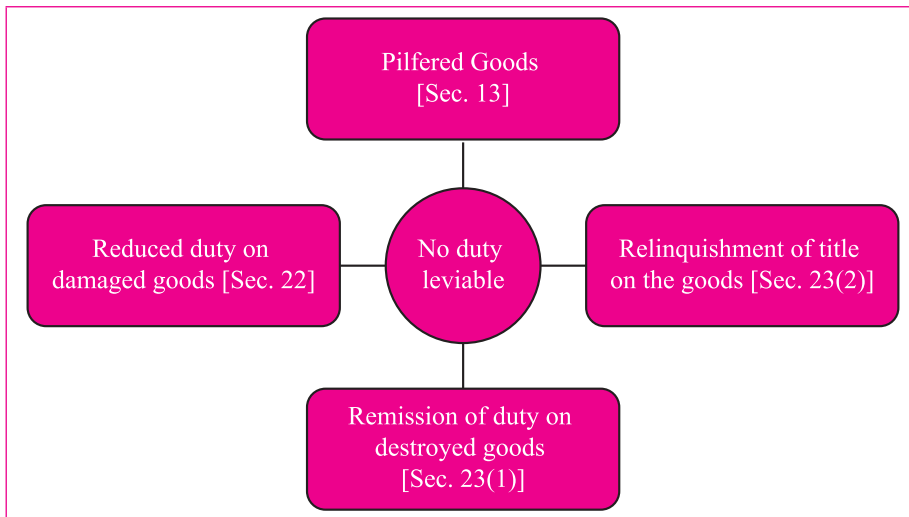 Pilfered Goods
[Sec. 13]
Reduced duty on
damaged goods [Sec. 22]
No duty
leviable
Relinquishment of title
on the goods [Sec. 23(2)]
Remission of duty on
destroyed goods
[Sec. 23(1)]